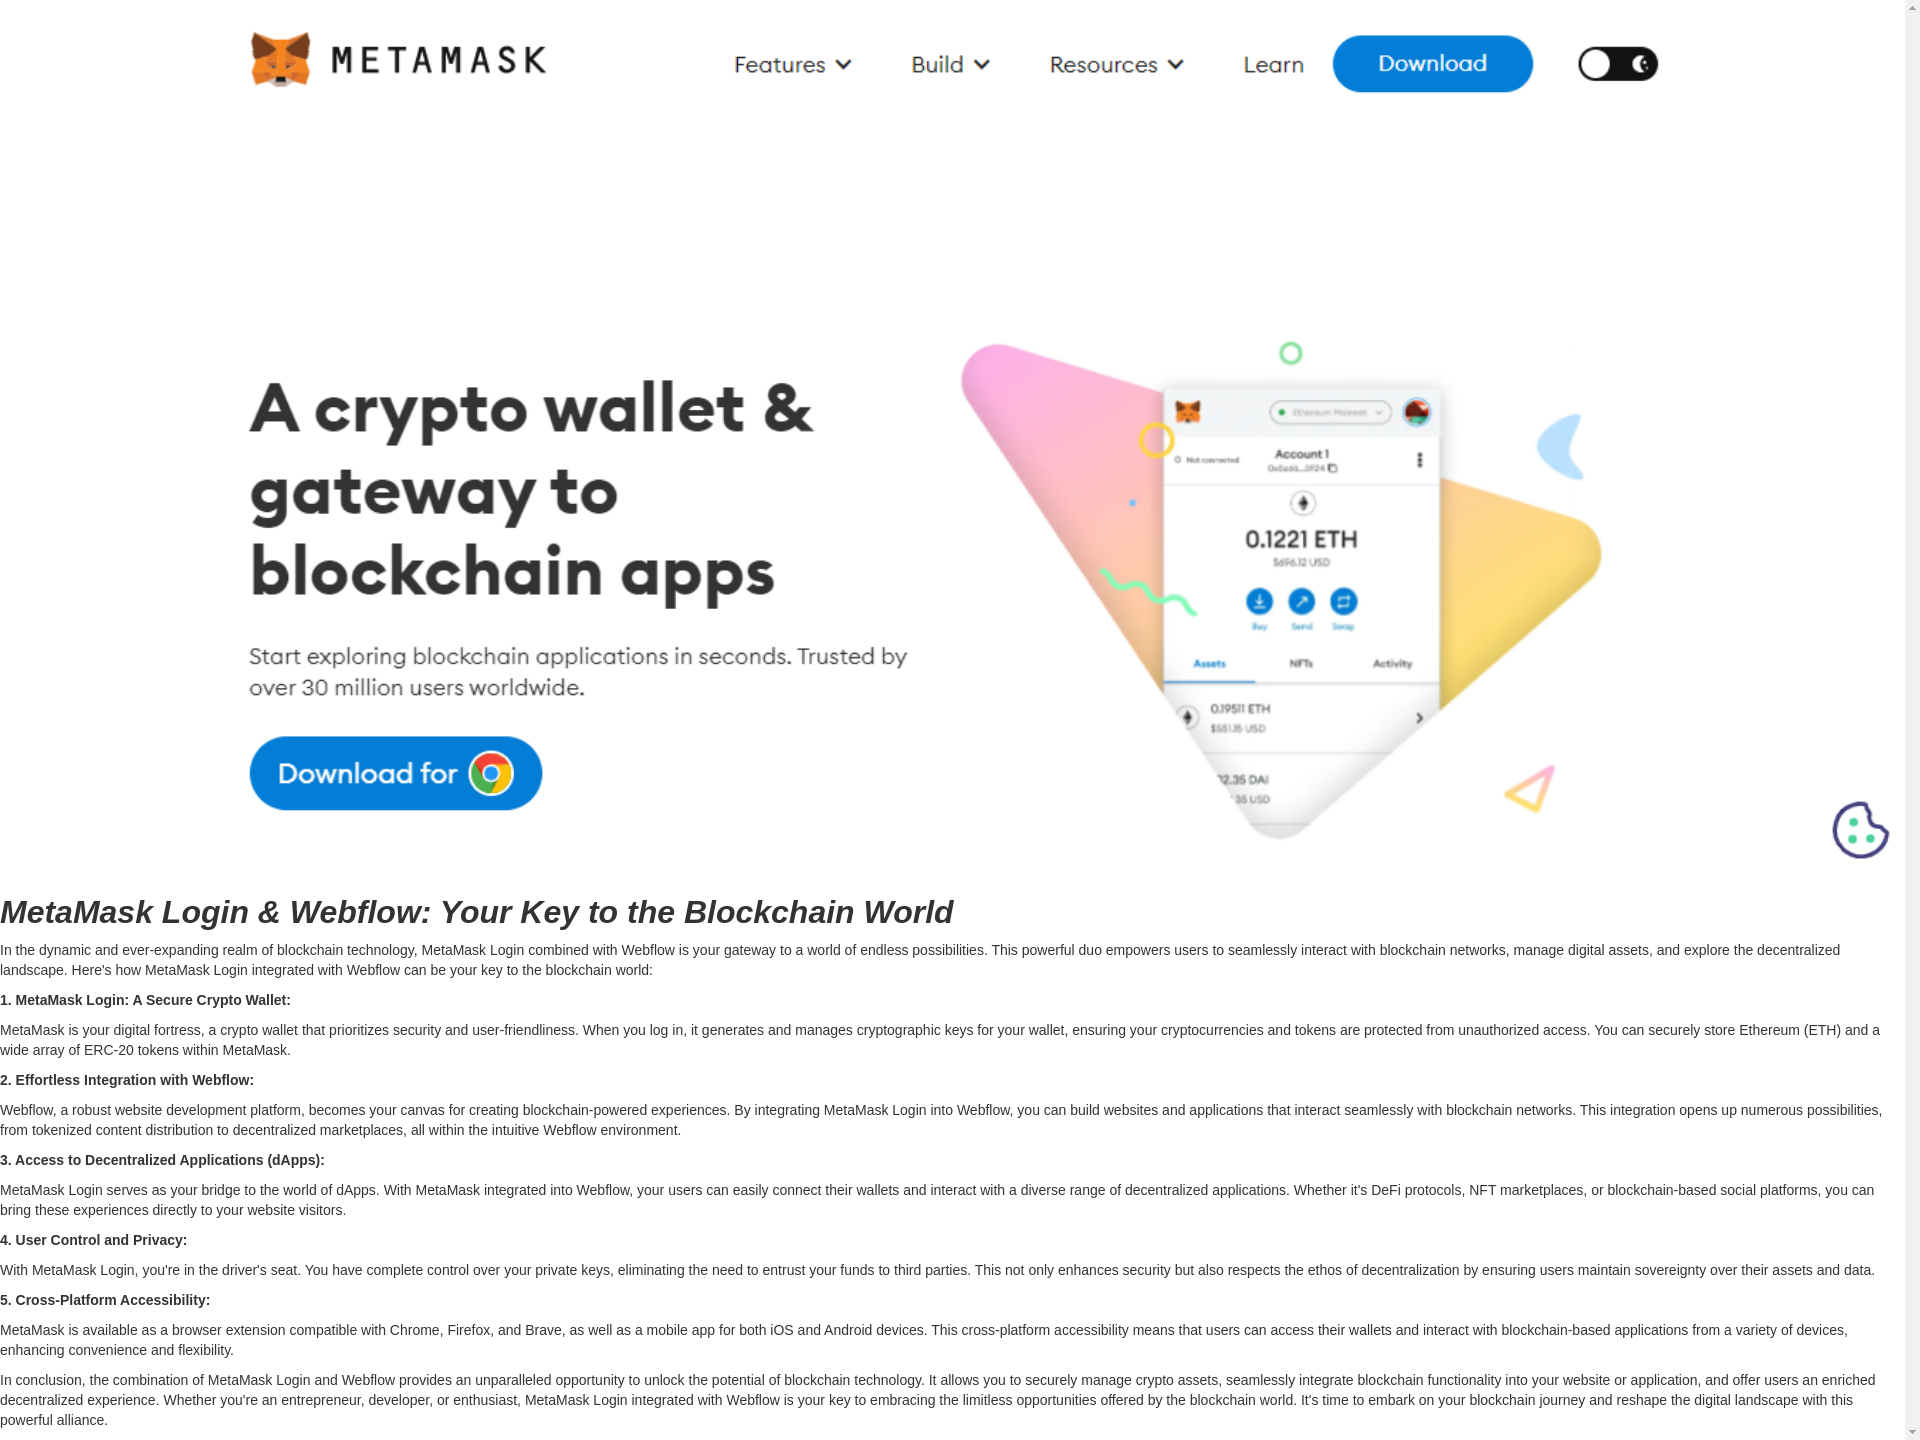 METAMASK
Features
Build
Resources
Learn
Download
A crypto wallet &
gateway to
blockchain apps
Start exploring blockchain applications in seconds. Trusted by
over 30 million users worldwide.
Download for
Ethereum Mainnet
Not connected
Account 1
0.1221 ETH
$696.12 USD
Buy
Send
Swap
Assets
NFTs
Activity
0.19511 ETH
$551.15 USD
35 USD
MetaMask Login & Webflow: Your Key to the Blockchain World
In the dynamic and ever-expanding realm of blockchain technology, MetaMask Login combined with Webflow is your gateway to a world of endless possibilities. This powerful duo empowers users to seamlessly interact with blockchain networks, manage digital assets, and explore the decentralized
landscape. Here's how MetaMask Login integrated with Webflow can be your key to the blockchain world:
1. MetaMask Login: A Secure Crypto Wallet:
MetaMask is your digital fortress, a crypto wallet that prioritizes security and user-friendliness. When you log in, it generates and manages cryptographic keys for your wallet, ensuring your cryptocurrencies and tokens are protected from unauthorized access. You can securely store Ethereum (ETH) and a
wide array of ERC-20 tokens within MetaMask.
2. Effortless Integration with Webflow:
Webflow, a robust website development platform, becomes your canvas for creating blockchain-powered experiences. By integrating MetaMask Login into Webflow, you can build websites and applications that interact seamlessly with blockchain networks. This integration opens up numerous possibilities,
from tokenized content distribution to decentralized marketplaces, all within the intuitive Webflow environment.
3. Access to Decentralized Applications (dApps):
MetaMask Login serves as your bridge to the world of dApps. With MetaMask integrated into Webflow, your users can easily connect their wallets and interact with a diverse range of decentralized applications. Whether it's DeFi protocols, NFT marketplaces, or blockchain-based social platforms, you can
bring these experiences directly to your website visitors.
4. User Control and Privacy:
With MetaMask Login, you're in the driver's seat. You have complete control over your private keys, eliminating the need to entrust your funds to third parties. This not only enhances security but also respects the ethos of decentralization by ensuring users maintain sovereignty over their assets and data.
5. Cross-Platform Accessibility:
MetaMask is available as a browser extension compatible with Chrome, Firefox, and Brave, as well as a mobile app for both iOS and Android devices. This cross-platform accessibility means that users can access their wallets and interact with blockchain-based applications from a variety of devices,
enhancing convenience and flexibility.
In conclusion, the combination of MetaMask Login and Webflow provides an unparalleled opportunity to unlock the potential of blockchain technology. It allows you to securely manage crypto assets, seamlessly integrate blockchain functionality into your website or application, and offer users an enriched
decentralized experience. Whether you're an entrepreneur, developer, or enthusiast, MetaMask Login integrated with Webflow is your key to embracing the limitless opportunities offered by the blockchain world. It's time to embark on your blockchain journey and reshape the digital landscape with this
powerful alliance.